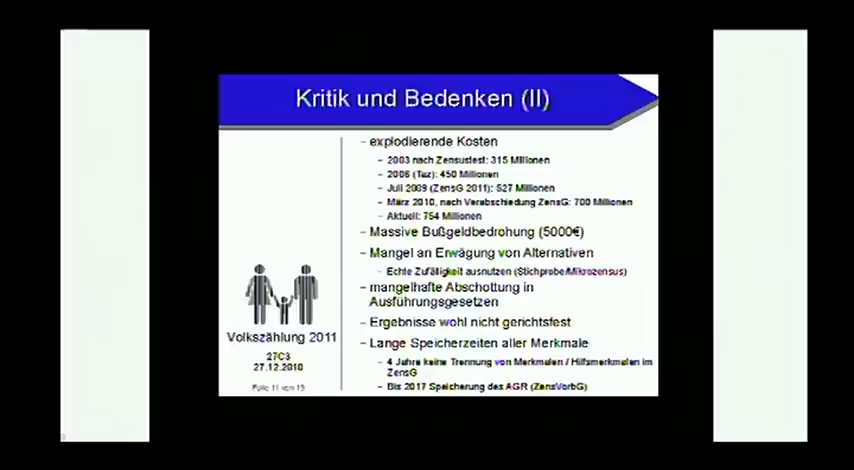 Kritik und Bedenken (II)
– explodierende Kosten
– 2003 nach Zensustest: 315 Millionen
– 2006 (Taz): 450 Millionen
– Juli 2009 (ZensG 2011): 527 Millionen
– März 2010, nach Verabschiedung ZensG: 700 Millionen
– Aktuell: 754 Millionen
– Massive Bußgeldbedrohung (5000€)
– Mangel an Erwägung von Alternativen
– Echte Zufälligkeit ausnutzen (Stichprobe/Mikrozensus)
– mangelhafte Abschottung in
Ausführungsgesetzen
– Ergebnisse wohl nicht gerichtsfest
– Lange Speicherzeiten aller Merkmale
– 4 Jahre keine Trennung von Merkmalen / Hilfsmerkmalen im
ZensG
– Bis 2017 Speicherung des AGR (ZensVorbG)
Volkszählung 2011
27C3
27.12.2010
Folie 11 von 15